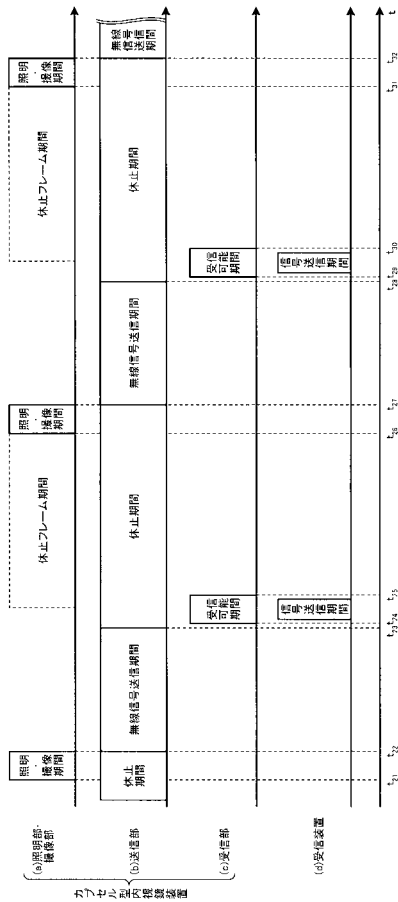 カプセル型内視鏡装置
(a)照明部・
撮像部
照明・
撮像期間
休止フレーム期間
照明・
撮像期間
休止フレーム期間
照明・
撮像期間
(b)送信部
休止
期間
無線信号送信期間
休止期間
無線信号送信期間
休止期間
無線
信号送信
期間
(c)受信部
受信
可能
期間
受信
可能
期間
(d)受信装置
信号
送信期間
信号
送信期間
t21
t22
t23
t24
t25
t26
t27
t28
t29
t30
t31
t32
t